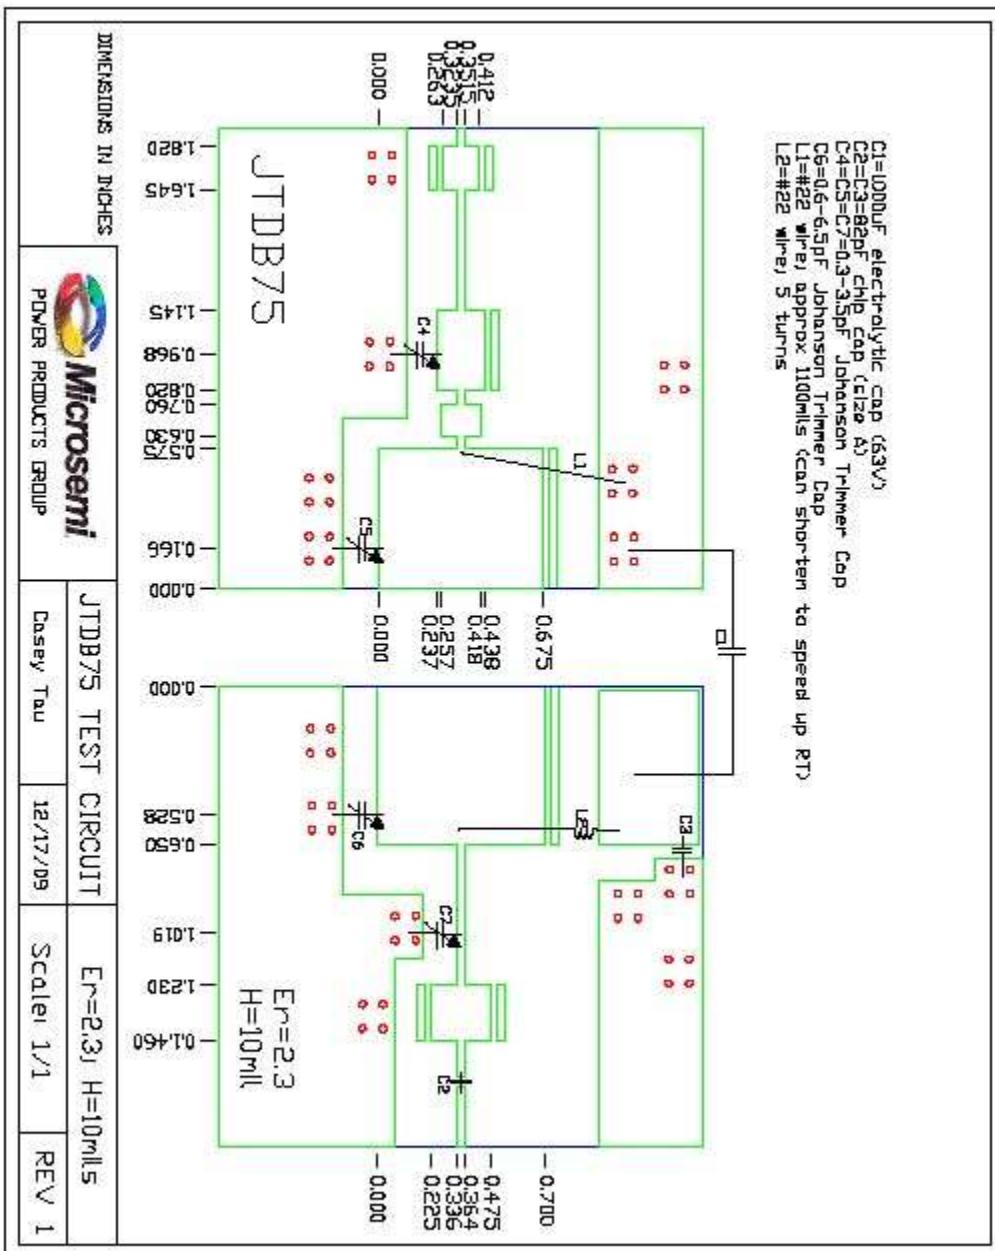 C1=1000uF electrolytic cap (63V)
C2=C3=82pF chip cap (size A)
C4=C5=C7=0.3-3.5pF Johanson Trimmer Cap
C6=0.6-6.5pF Johanson Trimmer Cap
L1=#22 wire, approx 1100mils (can shorten to speed up RT)
L2=#22 wire, 5 turns
0.412
0.3515
0.3235
0.263
0.000
1.820
1.645
1.145
0.968
0.820
0.760
0.630
0.573
0.166
0.000
JTDB75
C4
C5
L1
C1
0.675
0.438
0.418
0.257
0.237
0.000
0.000
0.528
0.650
1.019
1.230
0.1.460
L2
C3
C6
C7
C2
Er=2.3
H=10mil
0.700
0.475
0.364
0.336
0.225
0.000
DIMENSIONS IN INCHES
Microsemi
POWER PRODUCTS GROUP
JTDB75 TEST CIRCUIT
Er=2.3; H=10mils
Casey Tau
12/17/09
Scale: 1/1
REV 1